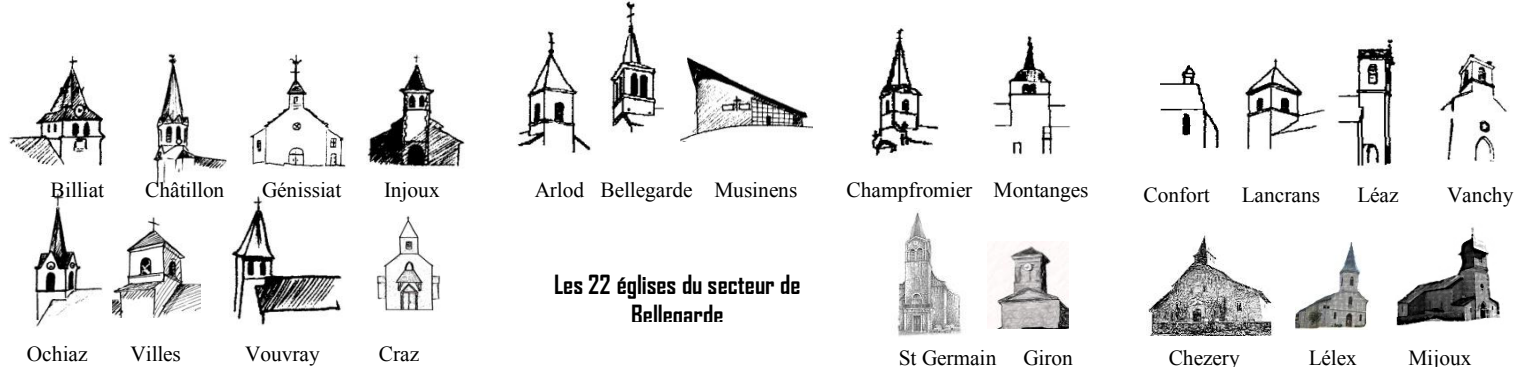 Billiat Châtillon Génissiat Injoux Arlod Bellegarde Musinens Champfromier Montanges Confort Lancrans Léaz Vanchy
Les 22 églises du secteur de
Bellegarde
Ochiaz Villes Vouvray Craz St Germain Giron Chezery Lélex Mijoux